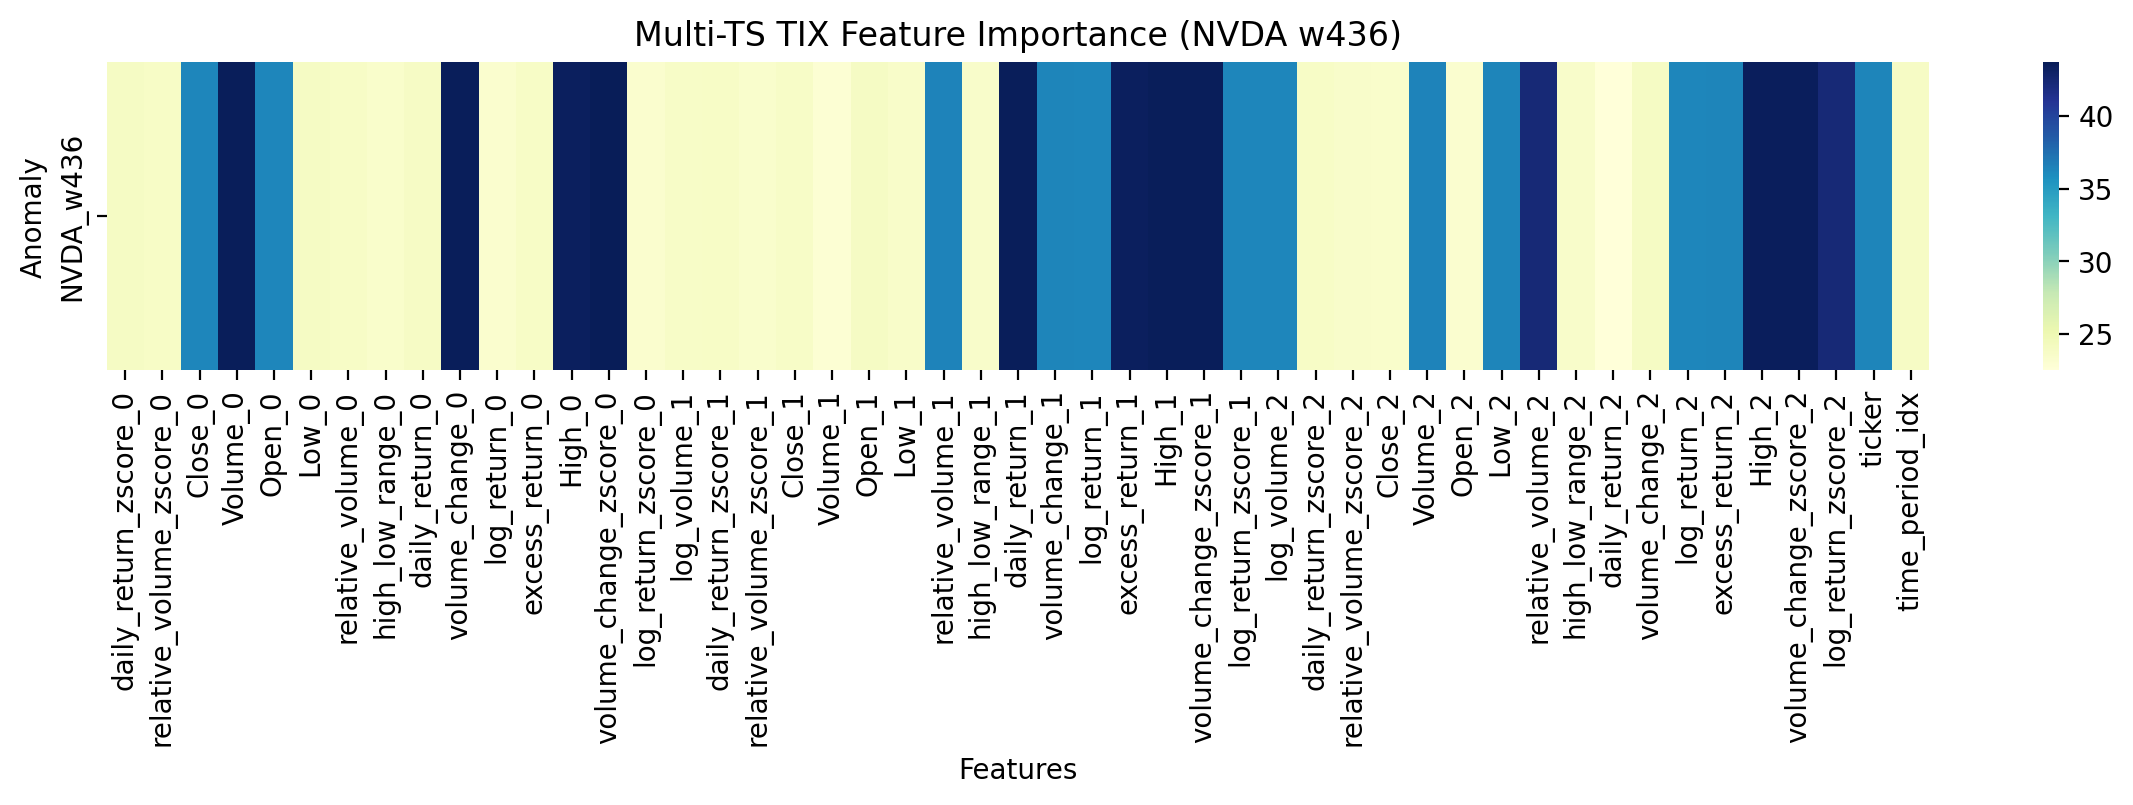 Multi-TS TIX Feature Importance (NVDA w436)
Anomaly
NVDA_w436
40
35
30
25
daily_return_zscore_0
relative_volume_zscore_0
Close_0
Volume_0
Open_0
Low_0
relative_volume_0
high_low_range_0
daily_return_0
volume_change_0
log_return_0
excess_return_0
High_0
volume_change_zscore_0
log_return_zscore_0
log_volume_1
daily_return_zscore_1
relative_volume_zscore_1
Close_1
Volume_1
Open_1
Low_1
relative_volume_1
high_low_range_1
daily_return_1
volume_change_1
log_return_1
excess_return_1
High_1
volume_change_zscore_1
log_return_zscore_1
log_volume_2
daily_return_zscore_2
relative_volume_zscore_2
Close_2
Volume_2
Open_2
Low_2
relative_volume_2
high_low_range_2
daily_return_2
volume_change_2
log_return_2
excess_return_2
High_2
volume_change_zscore_2
log_return_zscore_2
ticker
time_period_idx
Features